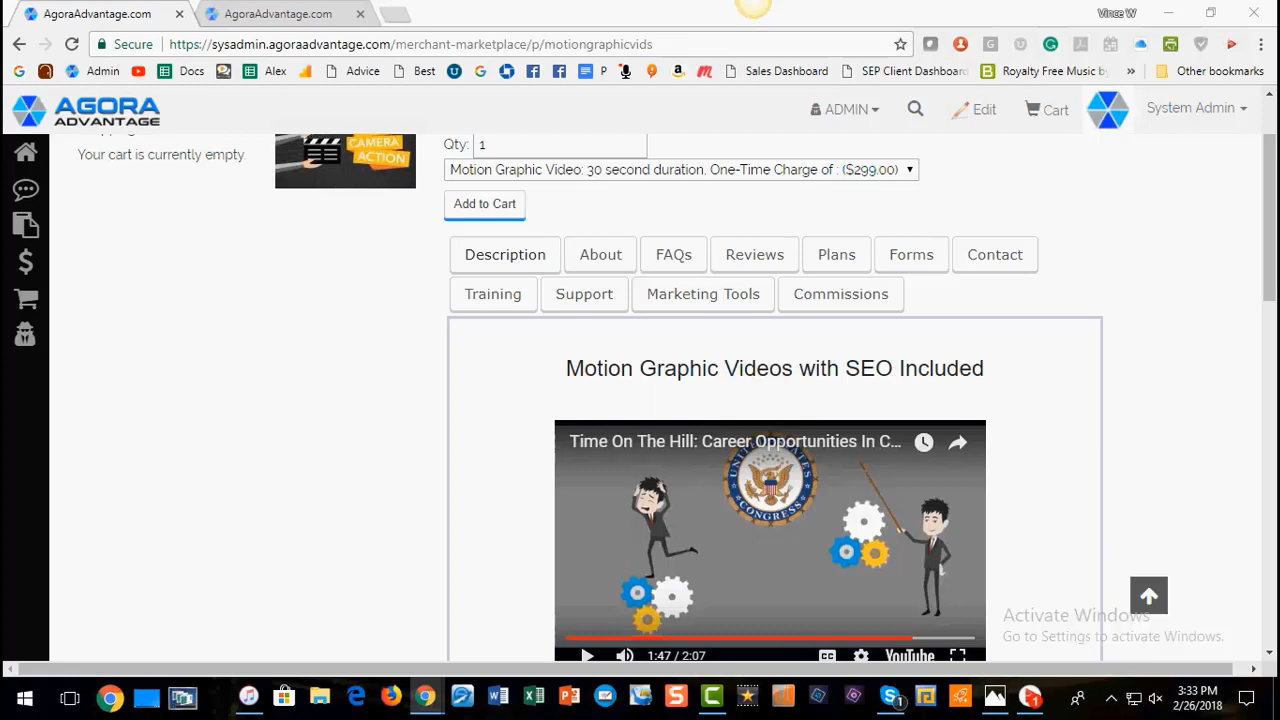 AgoraAdvantage.com
AgoraAdvantage.com
Vince W
Secure
https://sysadmin.agoraadvantage.com/merchant-marketplace/p/motiongraphicvids
Admin
Docs
Alex
Advice
Best
P
Sales Dashboard
SEP Client Dashboard
Royalty Free Music by
Other bookmarks
AGORA
ADVANTAGE
ADMIN
Edit
Cart
System Admin
Your cart is currently empty
CAMERA
ACTION
Qty: 1
Motion Graphic Video: 30 second duration, One-Time Charge of : ($299.00)
Add to Cart
Description About FAQs Reviews Plans Forms Contact
Training Support Marketing Tools Commissions
Motion Graphic Videos with SEO Included
Time On The Hill: Career Opportunities In C...
UNITED STATES
CONGRESS
1:47 / 2:07
CC
YouTube
Activate Windows
Go to Settings to activate Windows.
3:33 PM
2/26/2018